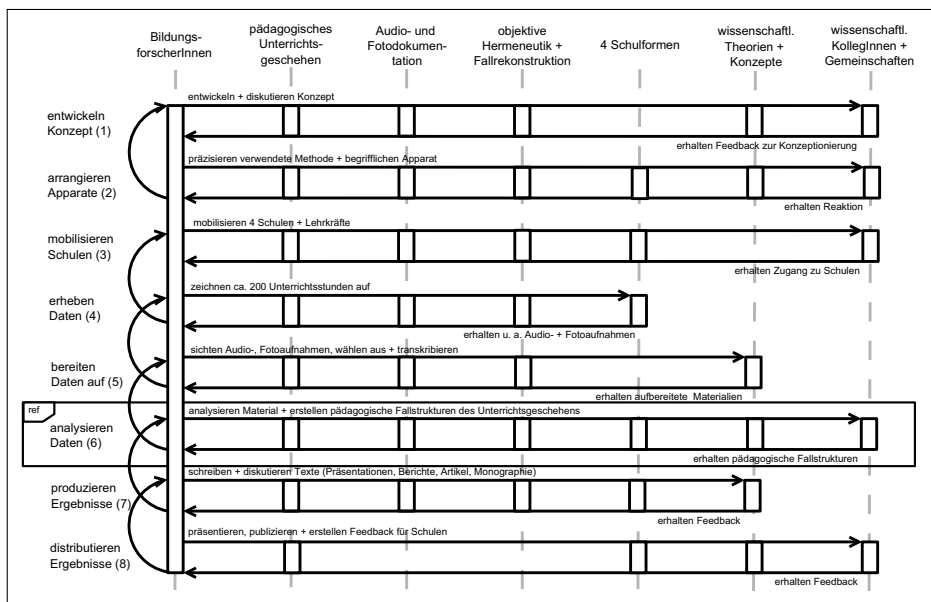 Bildungs-
forscherInnen
pädagogisches
Unterrichts-
geschehen
Audio- und
Fotodokumen-
tation
objektive
Hermeneutik +
Fallrekonstruktion
4 Schulformen
wissenschaftl.
Theorien +
Konzepte
wissenschaftl.
KollegInnen +
Gemeinschaften
entwickeln
Konzept (1)
entwickeln + diskutieren Konzept
erhalten Feedback zur Konzeptionierung
arrangieren
Apparate (2)
präzisieren verwendete Methode + begrifflichen Apparat
erhalten Reaktion
mobilisieren
Schulen (3)
mobilisieren 4 Schulen + Lehrkräfte
erhalten Zugang zu Schulen
erheben
Daten (4)
zeichnen ca. 200 Unterrichtsstunden auf
erhalten u. a. Audio- + Fotoaufnahmen
bereiten
Daten auf (5)
sichten Audio-, Fotoaufnahmen, wählen aus + transkribieren
erhalten aufbereitete Materialien
ref
analysieren
Daten (6)
analysieren Material + erstellen pädagogische Fallstrukturen des Unterrichtsgeschehens
erhalten pädagogische Fallstrukturen
produzieren
Ergebnisse (7)
schreiben + diskutieren Texte (Präsentationen, Berichte, Artikel, Monographie)
erhalten Feedback
distributieren
Ergebnisse (8)
präsentieren, publizieren + erstellen Feedback für Schulen
erhalten Feedback